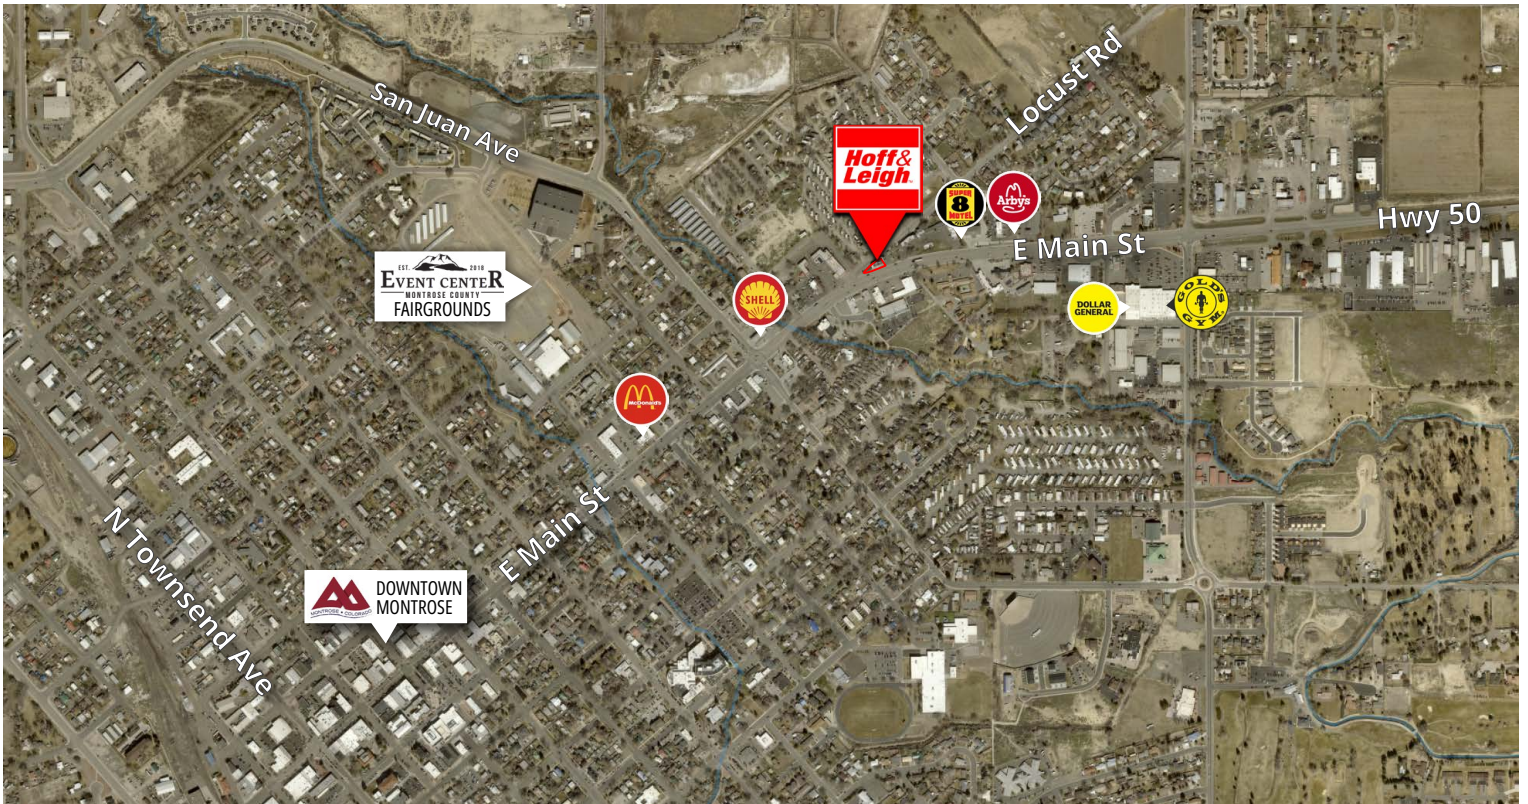 San Juan Ave
Locust Rd
Hoff&
Leigh
SUPER
8
MOTEL
Arby's
Hwy 50
E Main St
EST. 2018
EVENT CENTER
MONTROSE COUNTY
FAIRGROUNDS
SHELL
DOLLAR
GENERAL
GOLD'S
GYM.
McDonald's
E Main St
N Townsend Ave
MONTROSE • COLORADO
DOWNTOWN
MONTROSE